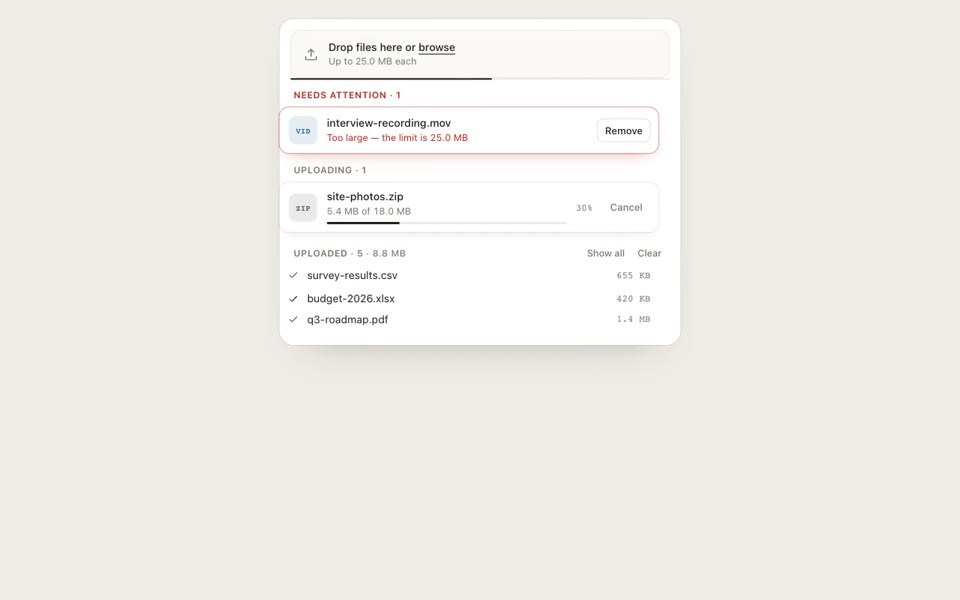 Drop files here or browse
Up to 25.0 MB each
NEEDS ATTENTION · 1
VID
interview-recording.mov
Too large — the limit is 25.0 MB
Remove
UPLOADING · 1
ZIP
site-photos.zip
5.4 MB of 18.0 MB
30%
Cancel
UPLOADED · 5 · 8.8 MB
Show all
Clear
survey-results.csv
655 KB
budget-2026.xlsx
420 KB
q3-roadmap.pdf
1.4 MB